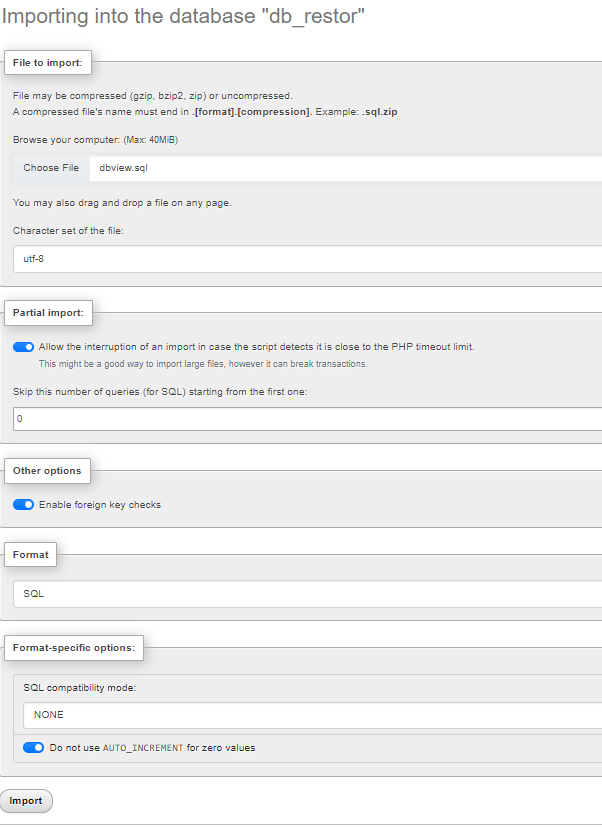 Importing into the database "db_restor"
File to import:
File may be compressed (gzip, bzip2, zip) or uncompressed.
A compressed file's name must end in .[format].[compression]. Example: .sql.zip
Browse your computer: (Max: 40MiB)
Choose File dbview.sql
You may also drag and drop a file on any page.
Character set of the file:
utf-8
Partial import:
Allow the interruption of an import in case the script detects it is close to the PHP timeout limit.
This might be a good way to import large files, however it can break transactions.
Skip this number of queries (for SQL) starting from the first one:
0
Other options
Enable foreign key checks
Format
SQL
Format-specific options:
SQL compatibility mode:
NONE
Do not use AUTO_INCREMENT for zero values
Import